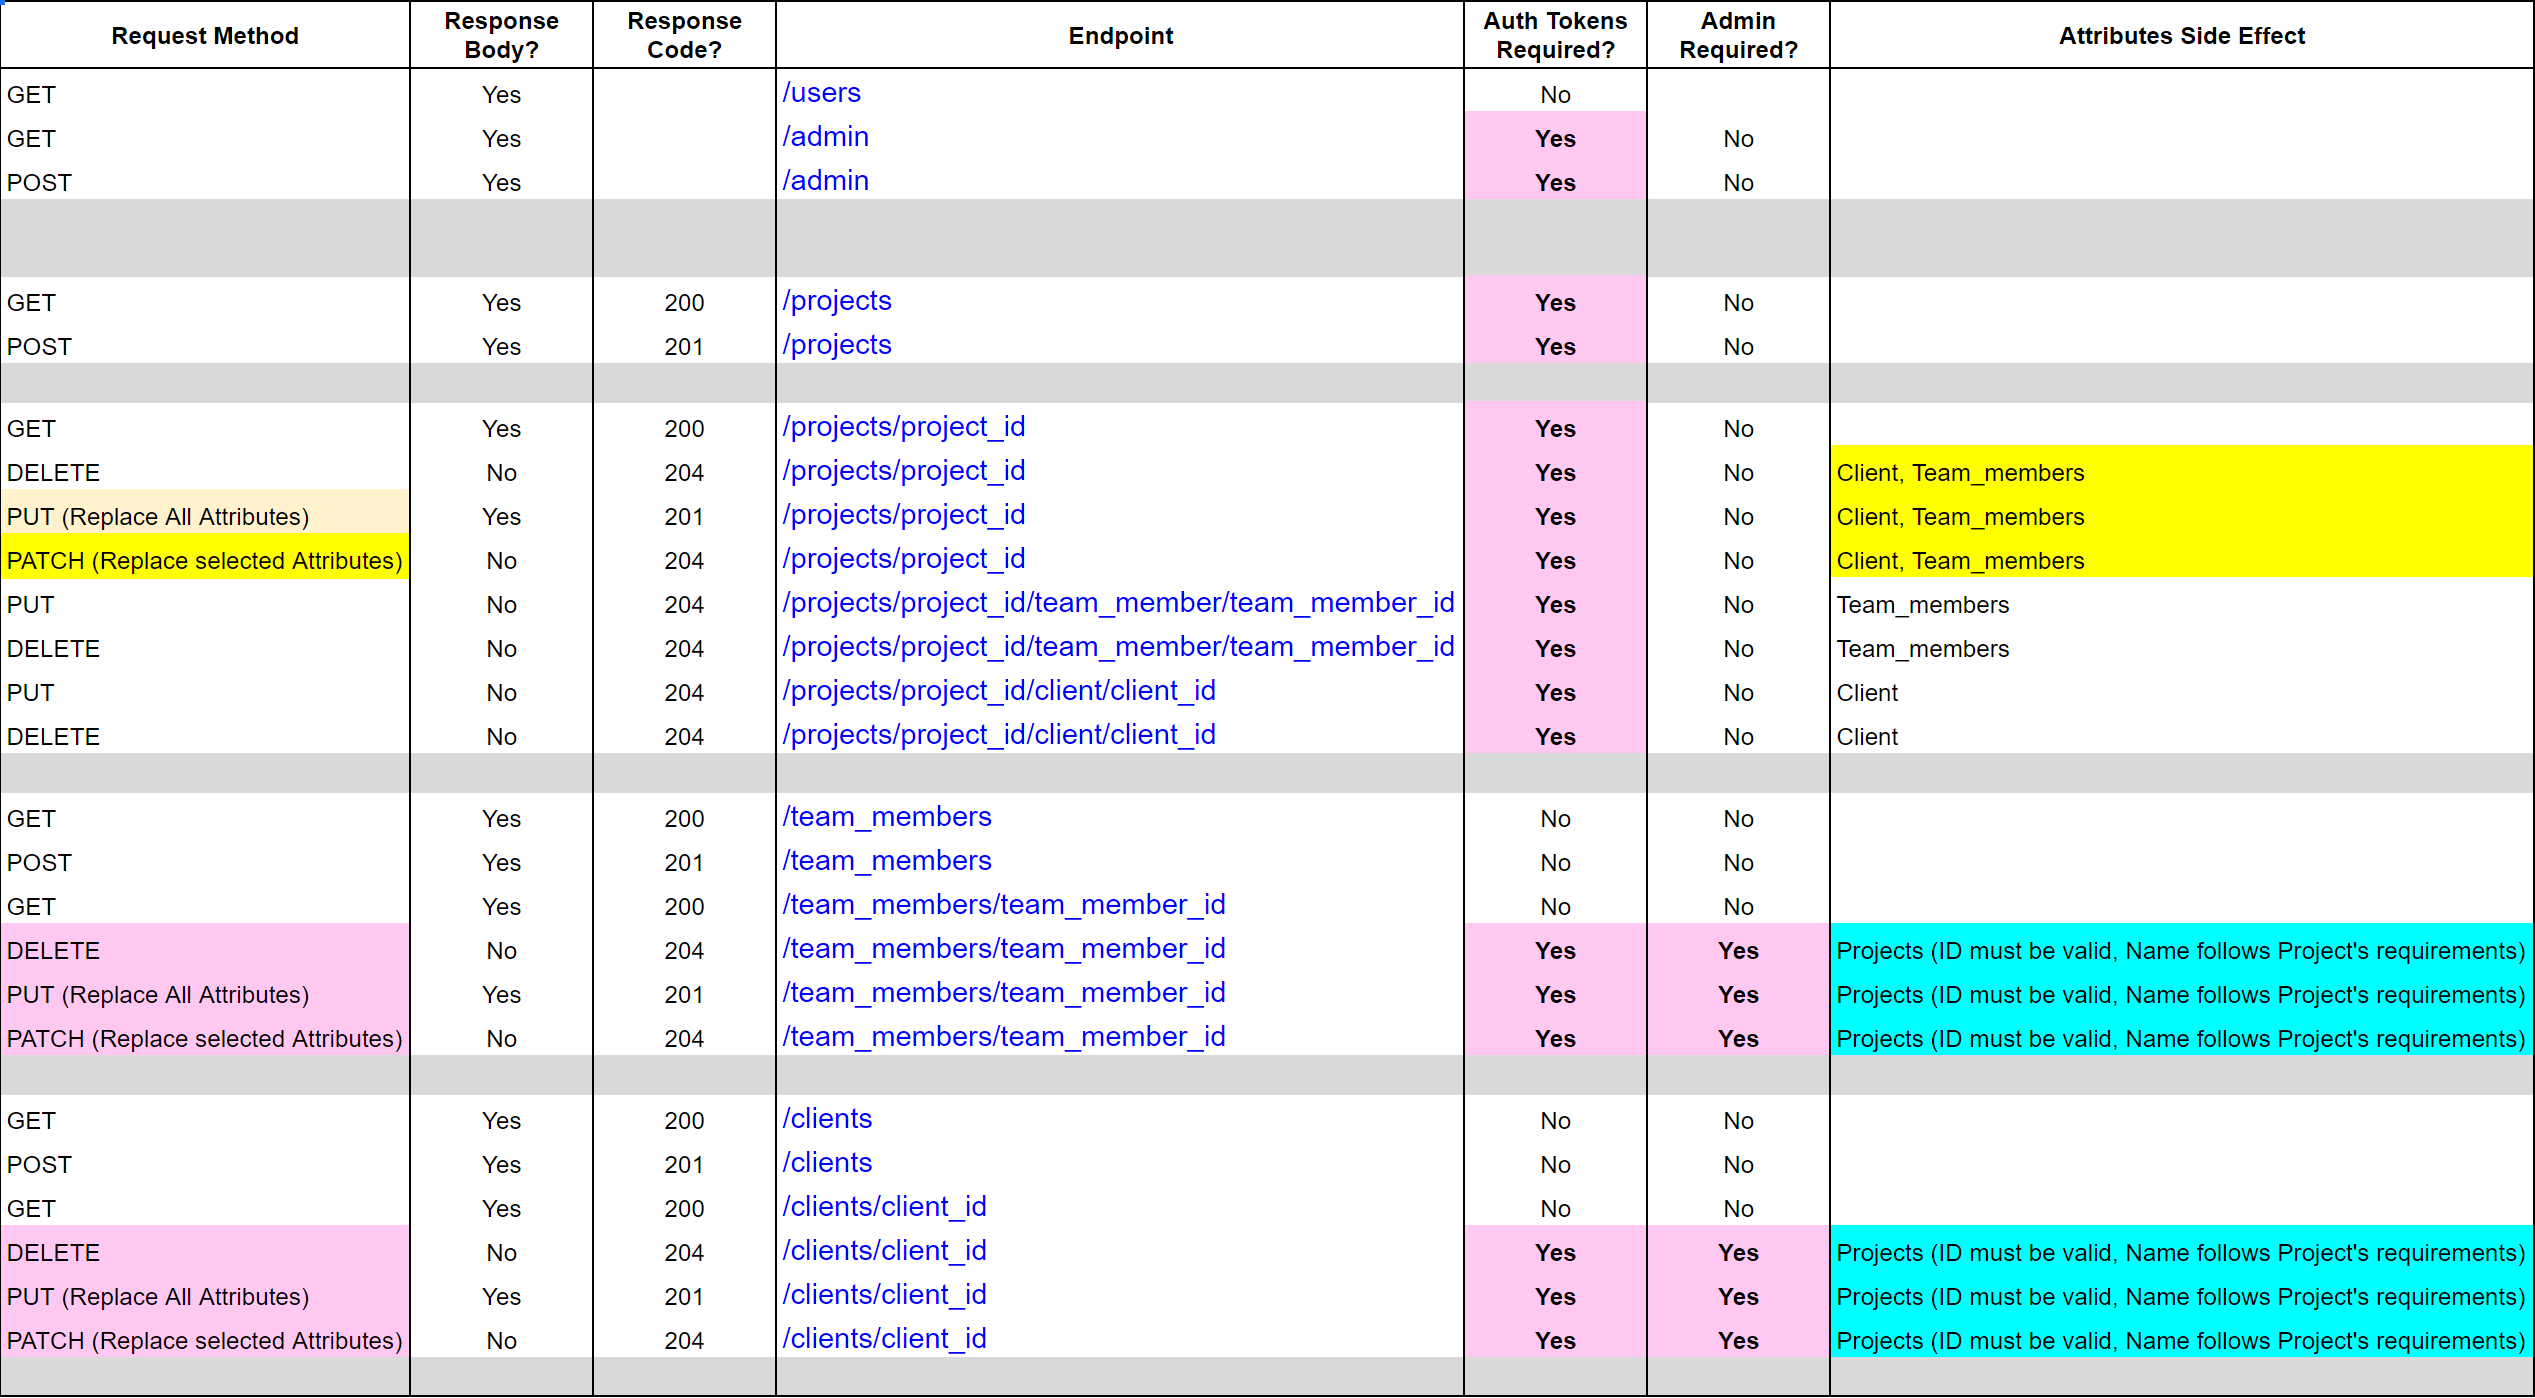 Request Method | Response Body? | Response Code? | Endpoint | Auth Tokens Required? | Admin Required? | Attributes Side Effect
GET | Yes | | /users | No | |
GET | Yes | | /admin | Yes | No |
POST | Yes | | /admin | Yes | No |
GET | Yes | 200 | /projects | Yes | No |
POST | Yes | 201 | /projects | Yes | No |
GET | Yes | 200 | /projects/project_id | Yes | No |
DELETE | No | 204 | /projects/project_id | Yes | No | Client, Team_members
PUT (Replace All Attributes) | Yes | 201 | /projects/project_id | Yes | No | Client, Team_members
PATCH (Replace selected Attributes) | No | 204 | /projects/project_id | Yes | No | Client, Team_members
PUT | No | 204 | /projects/project_id/team_member/team_member_id | Yes | No | Team_members
DELETE | No | 204 | /projects/project_id/team_member/team_member_id | Yes | No | Team_members
PUT | No | 204 | /projects/project_id/client/client_id | Yes | No | Client
DELETE | No | 204 | /projects/project_id/client/client_id | Yes | No | Client
GET | Yes | 200 | /team_members | No | No |
POST | Yes | 201 | /team_members | No | No |
GET | Yes | 200 | /team_members/team_member_id | No | No |
DELETE | No | 204 | /team_members/team_member_id | Yes | Yes | Projects (ID must be valid, Name follows Project's requirements)
PUT (Replace All Attributes) | Yes | 201 | /team_members/team_member_id | Yes | Yes | Projects (ID must be valid, Name follows Project's requirements)
PATCH (Replace selected Attributes) | No | 204 | /team_members/team_member_id | Yes | Yes | Projects (ID must be valid, Name follows Project's requirements)
GET | Yes | 200 | /clients | No | No |
POST | Yes | 201 | /clients | No | No |
GET | Yes | 200 | /clients/client_id | No | No |
DELETE | No | 204 | /clients/client_id | Yes | Yes | Projects (ID must be valid, Name follows Project's requirements)
PUT (Replace All Attributes) | Yes | 201 | /clients/client_id | Yes | Yes | Projects (ID must be valid, Name follows Project's requirements)
PATCH (Replace selected Attributes) | No | 204 | /clients/client_id | Yes | Yes | Projects (ID must be valid, Name follows Project's requirements)